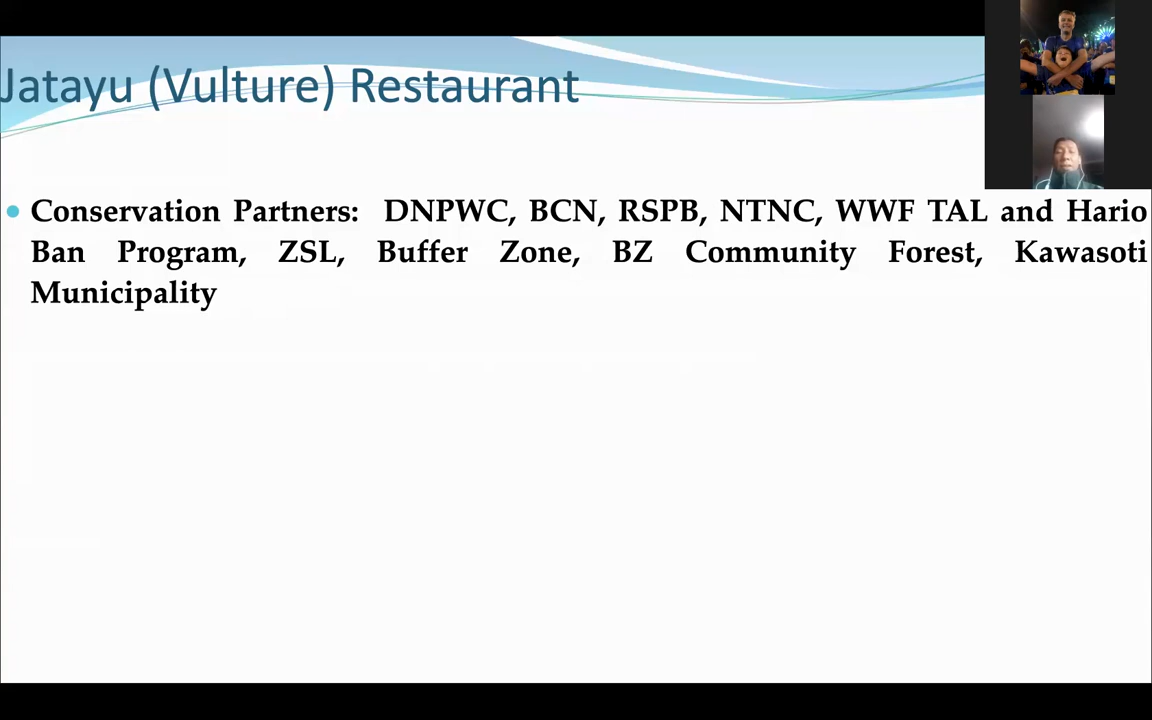 Jatayu (Vulture) Restaurant
• Conservation Partners: DNPWC, BCN, RSPB, NTNC, WWF TAL and Hario
Ban Program, ZSL, Buffer Zone, BZ Community Forest, Kawasoti
Municipality